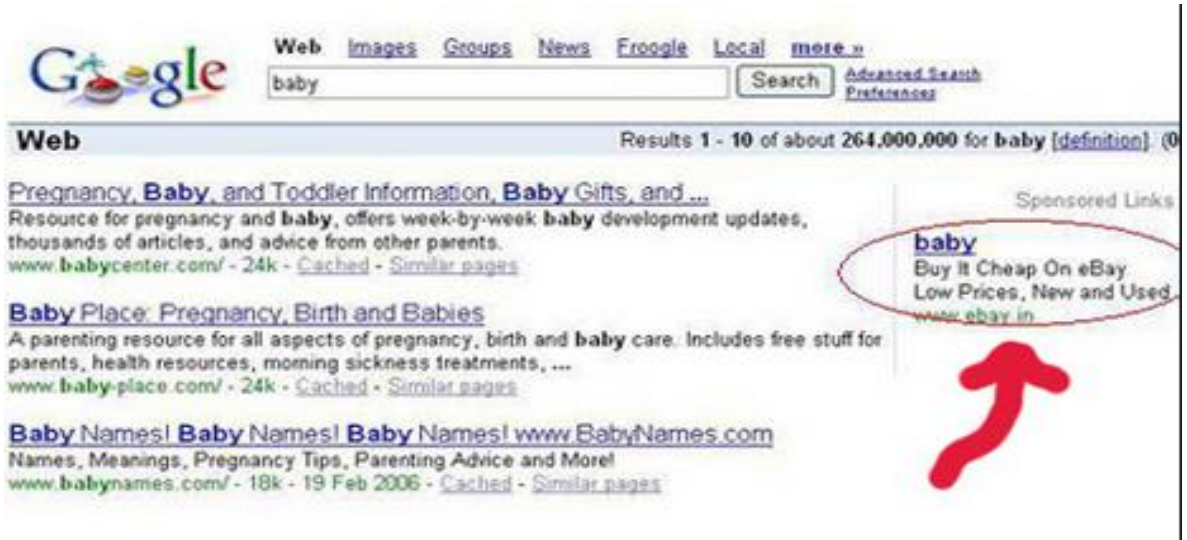 Google
Web Images Groups News Froogle Local more »
baby Search Advanced Search
Preferences
Web Results 1 - 10 of about 264,000,000 for baby [definition]. (0
Pregnancy, Baby, and Toddler Information, Baby Gifts, and ...
Resource for pregnancy and baby, offers week-by-week baby development updates,
thousands of articles, and advice from other parents.
www.babycenter.com/ - 24k - Cached - Similar pages
Baby Place: Pregnancy, Birth and Babies
A parenting resource for all aspects of pregnancy, birth and baby care. Includes free stuff for
parents, health resources, morning sickness treatments, ...
www.baby-place.com/ - 24k - Cached - Similar pages
Baby Names! Baby Names! Baby Names! www.BabyNames.com
Names, Meanings, Pregnancy Tips, Parenting Advice and More!
www.babynames.com/ - 18k - 19 Feb 2006 - Cached - Similar pages
Sponsored Links
baby
Buy It Cheap On eBay
Low Prices, New and Used
www.ebay.in